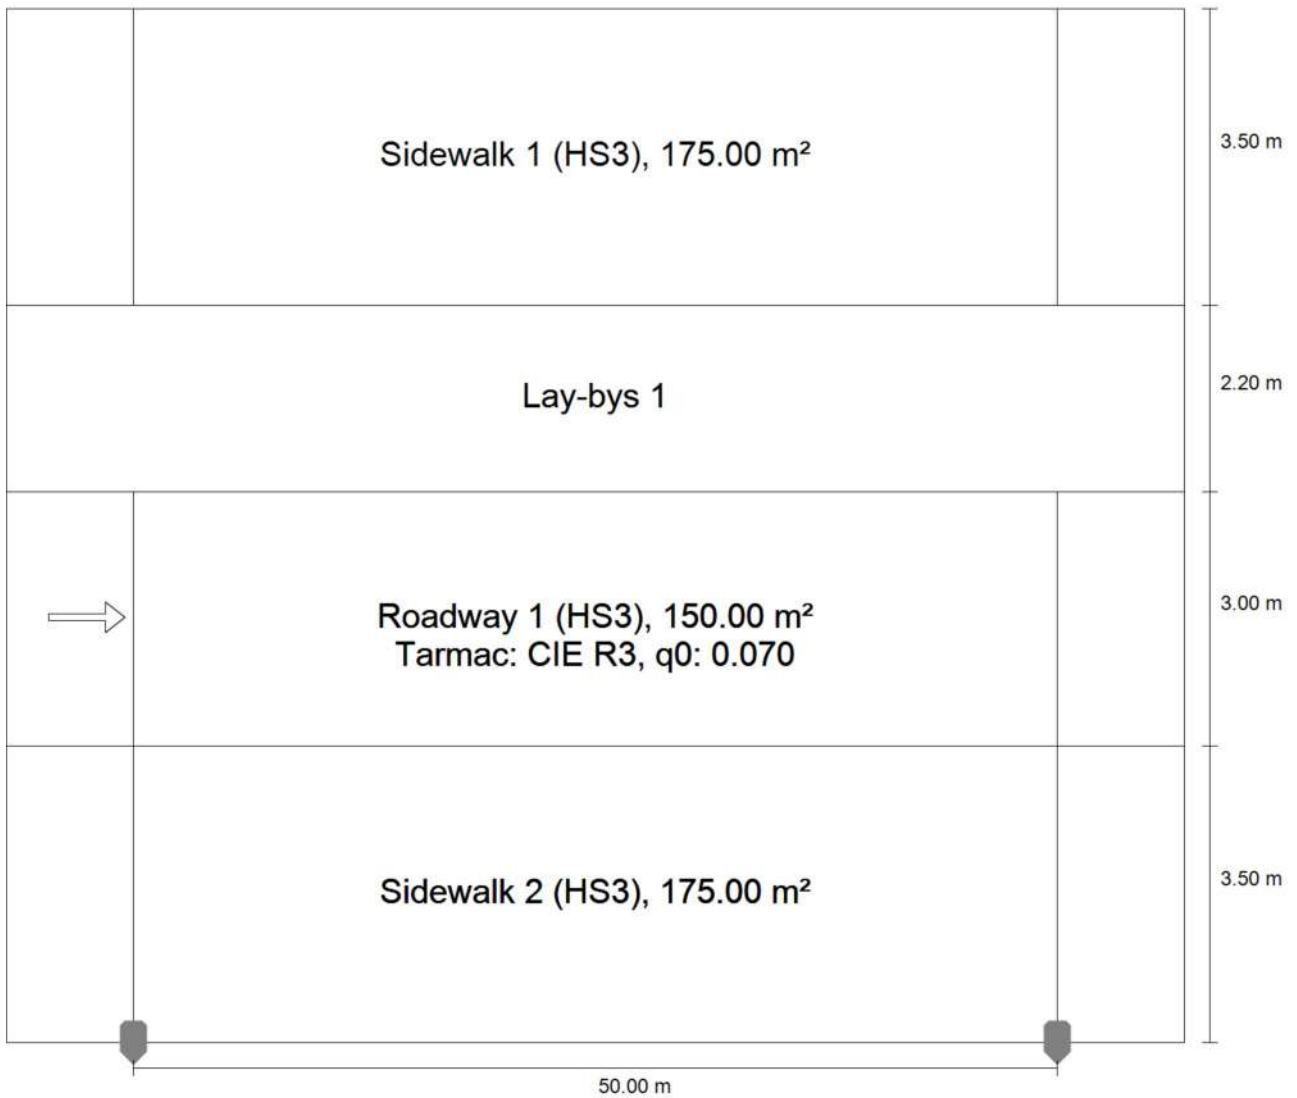 Sidewalk 1 (HS3), 175.00 m²
3.50 m
Lay-bys 1
2.20 m
Roadway 1 (HS3), 150.00 m²
Tarmac: CIE R3, q0: 0.070
3.00 m
Sidewalk 2 (HS3), 175.00 m²
3.50 m
50.00 m